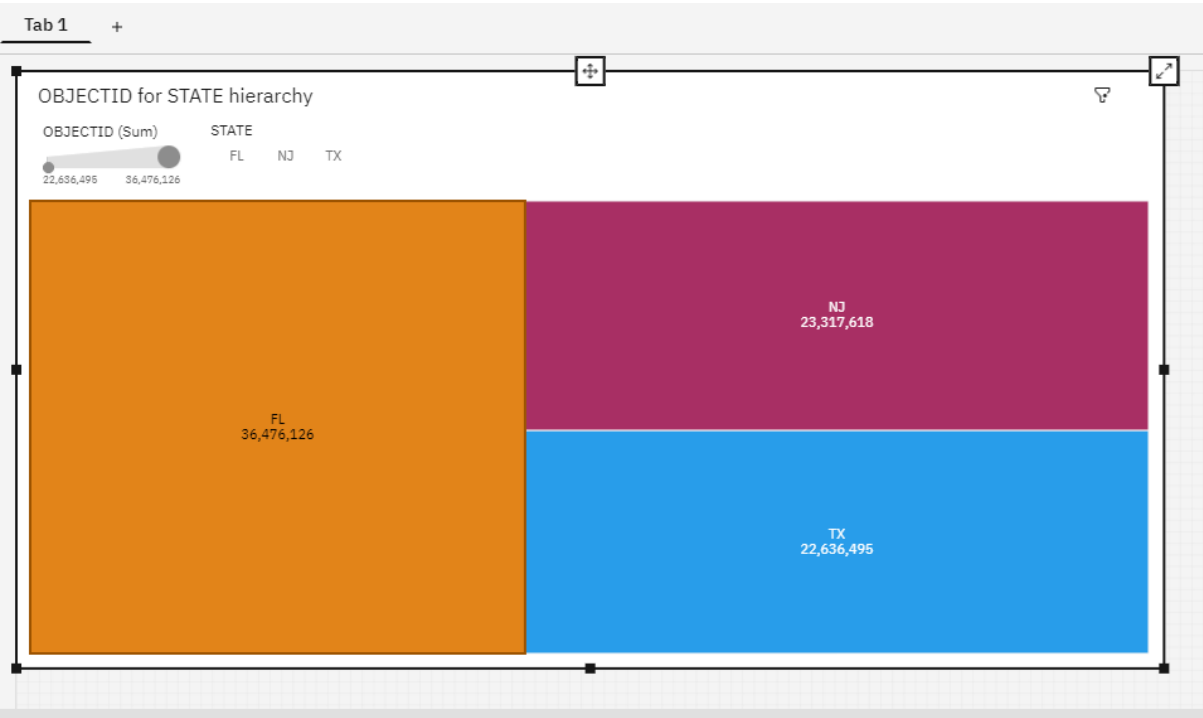 Tab 1 +
OBJECTID for STATE hierarchy
OBJECTID (Sum)
22,636,495 36,476,126
STATE
FL NJ TX
FL
36,476,126
NJ
23,317,618
TX
22,636,495